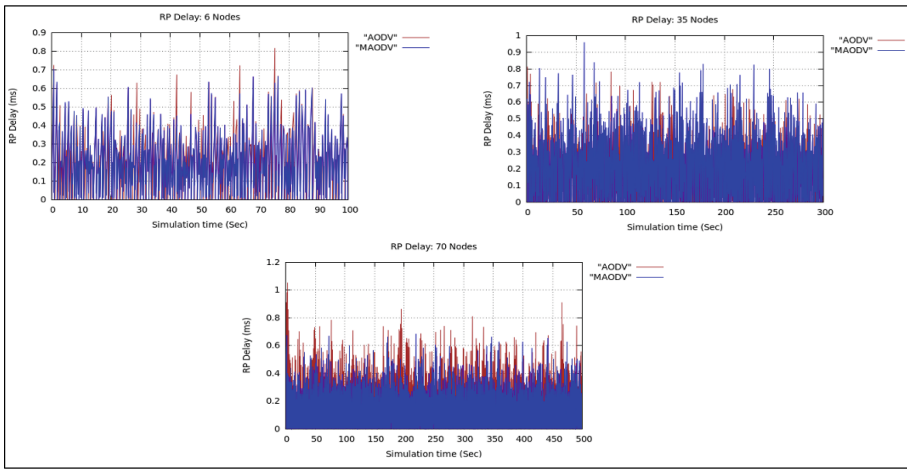 RP Delay: 6 Nodes
"AODV"
"MAODV"
RP Delay (ms)
0.9
0.8
0.7
0.6
0.5
0.4
0.3
0.2
0.1
0
0 10 20 30 40 50 60 70 80 90 100
Simulation time (Sec)
RP Delay: 35 Nodes
"AODV"
"MAODV"
RP Delay (ms)
1
0.9
0.8
0.7
0.6
0.5
0.4
0.3
0.2
0.1
0
0 50 100 150 200 250 300
Simulation time (Sec)
RP Delay: 70 Nodes
"AODV"
"MAODV"
RP Delay (ms)
1.2
1
0.8
0.6
0.4
0.2
0
0 50 100 150 200 250 300 350 400 450 500
Simulation time (Sec)